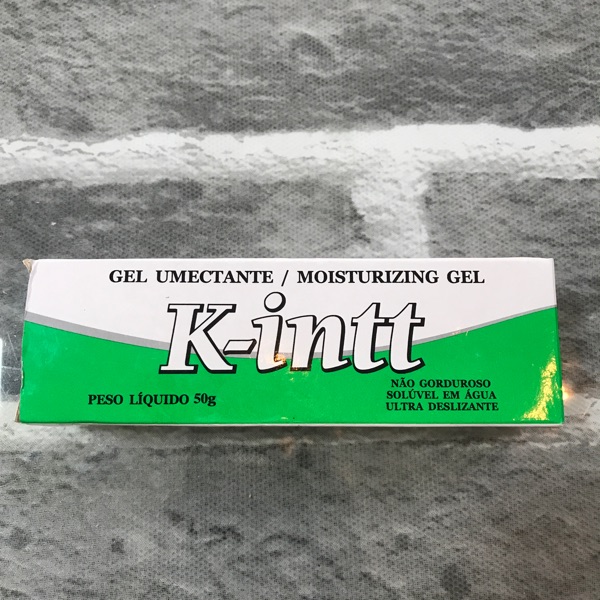 GEL UMECTANTE / MOISTURIZING GEL
K-intt
PESO LÍQUIDO 50g
NÃO GORDUROSO
SOLÚVEL EM ÁGUA
ULTRA DESLIZANTE